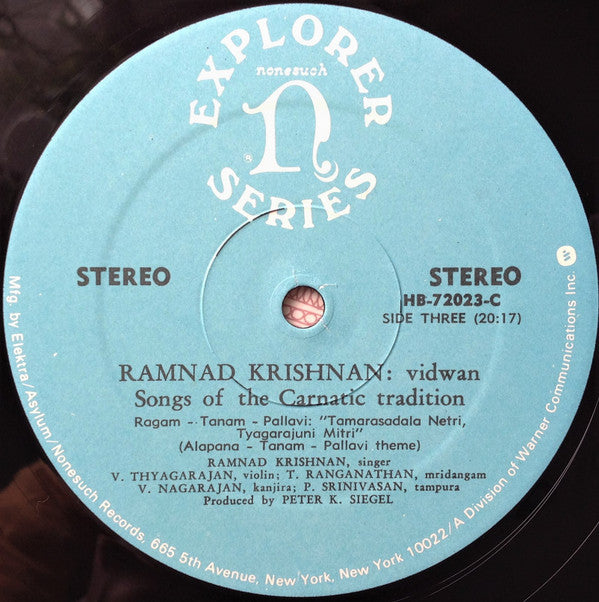 EXPLORER
nonesuch
n
®
SERIES
STEREO
STEREO
HB-72023-C
SIDE THREE (20:17)
RAMNAD KRISHNAN: vidwan
Songs of the Carnatic tradition
Ragam - Tanam - Pallavi: "Tamarasadala Netri,
Tyagarajuni Mitri"
(Alapana - Tanam - Pallavi theme)
RAMNAD KRISHNAN, singer
V. THYAGARAJAN, violin; T. RANGANATHAN, mridangam
V. NAGARAJAN, kanjira; P. SRINIVASAN, tampura
Produced by PETER K. SIEGEL
Mfg. by Elektra/Asylum/Nonesuch Records, 665 5th Avenue, New York, New York 10022/A Division of Warner Communications Inc. W